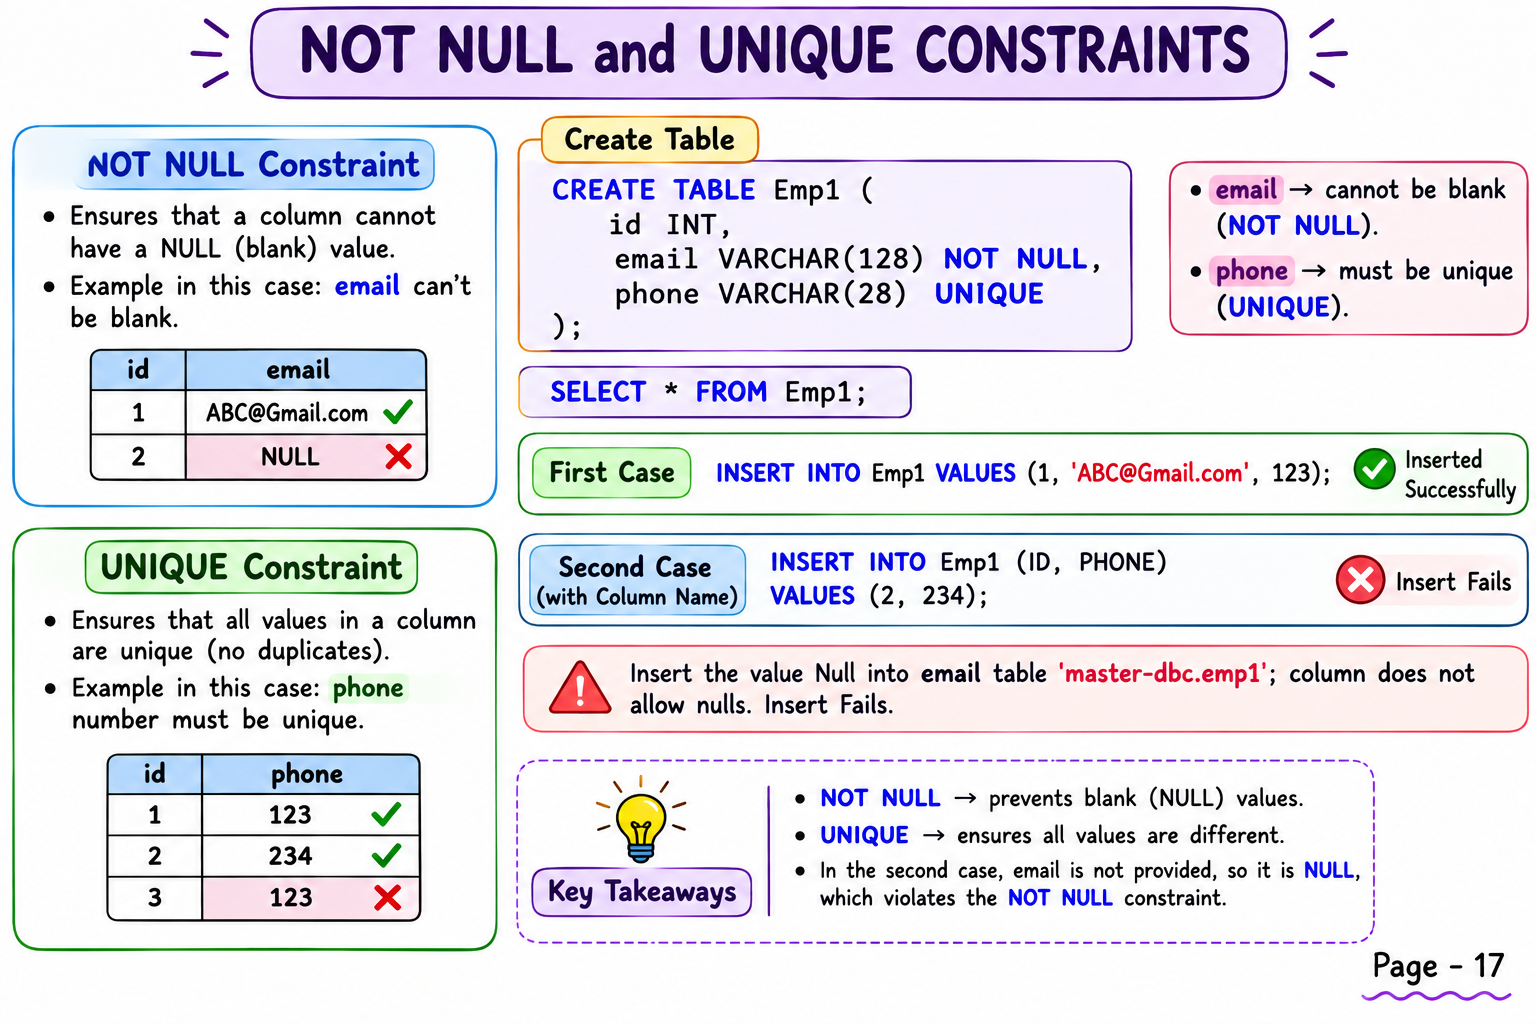 NOT NULL and UNIQUE CONSTRAINTS
NOT NULL Constraint
• Ensures that a column cannot
have a NULL (blank) value.
• Example in this case: email can't
be blank.
id email
1 ABC@Gmail.com ✓
2 NULL ✗
UNIQUE Constraint
• Ensures that all values in a column
are unique (no duplicates).
• Example in this case: phone
number must be unique.
id phone
1 123 ✓
2 234 ✓
3 123 ✗
Create Table
CREATE TABLE Emp1 (
id INT,
email VARCHAR(128) NOT NULL,
phone VARCHAR(28) UNIQUE
);
• email → cannot be blank
(NOT NULL).
• phone → must be unique
(UNIQUE).
SELECT * FROM Emp1;
First Case
INSERT INTO Emp1 VALUES (1, 'ABC@Gmail.com', 123);
Inserted
Successfully
Second Case
(with Column Name)
INSERT INTO Emp1 (ID, PHONE)
VALUES (2, 234);
Insert Fails
Insert the value Null into email table 'master-dbc.emp1'; column does not
allow nulls. Insert Fails.
Key Takeaways
• NOT NULL → prevents blank (NULL) values.
• UNIQUE → ensures all values are different.
• In the second case, email is not provided, so it is NULL,
which violates the NOT NULL constraint.
Page - 17